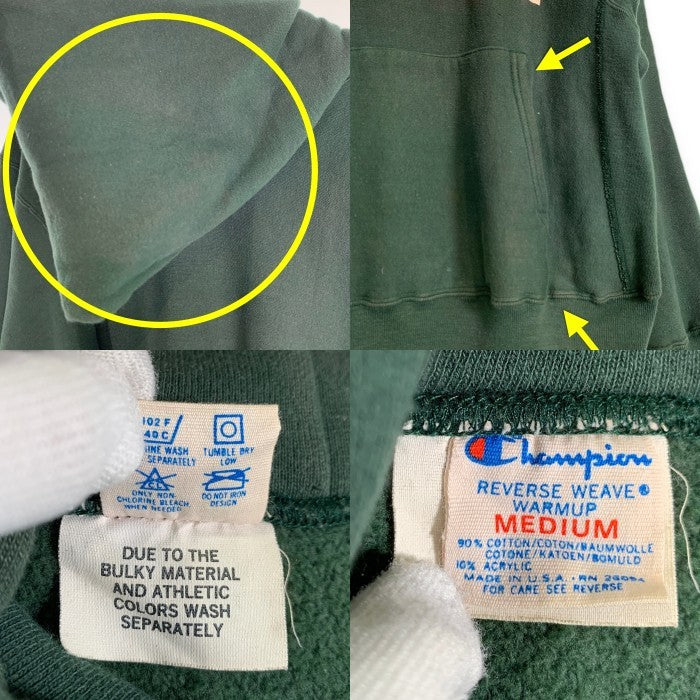 102 F/
40 C
TUMBLE DRY
LOW
SEPARATELY
ONLY NON-
CHLORINE BLEACH
WHEN NEEDED
DO NOT IRON
DESIGN
DUE TO THE
BULKY MATERIAL
AND ATHLETIC
COLORS WASH
SEPARATELY
Champion
REVERSE WEAVE®
WARMUP
MEDIUM
90% COTTON/COTON/BAUMWOLLE
COTONE/KATOEN/BOMULD
10% ACRYLIC
MADE IN U.S.A. · RN 26094
FOR CARE SEE REVERSE